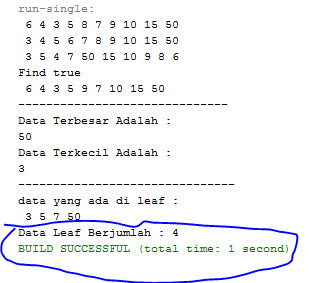 run-single:
6 4 3 5 8 7 9 10 15 50
3 4 5 6 7 8 9 10 15 50
3 5 4 7 50 15 10 9 8 6
Find true
6 4 3 5 9 7 10 15 50
----------------------------
Data Terbesar Adalah :
50
Data Terkecil Adalah :
3
-----------------------------
data yang ada di leaf :
3 5 7 50
Data Leaf Berjumlah : 4
BUILD SUCCESSFUL (total time: 1 second)